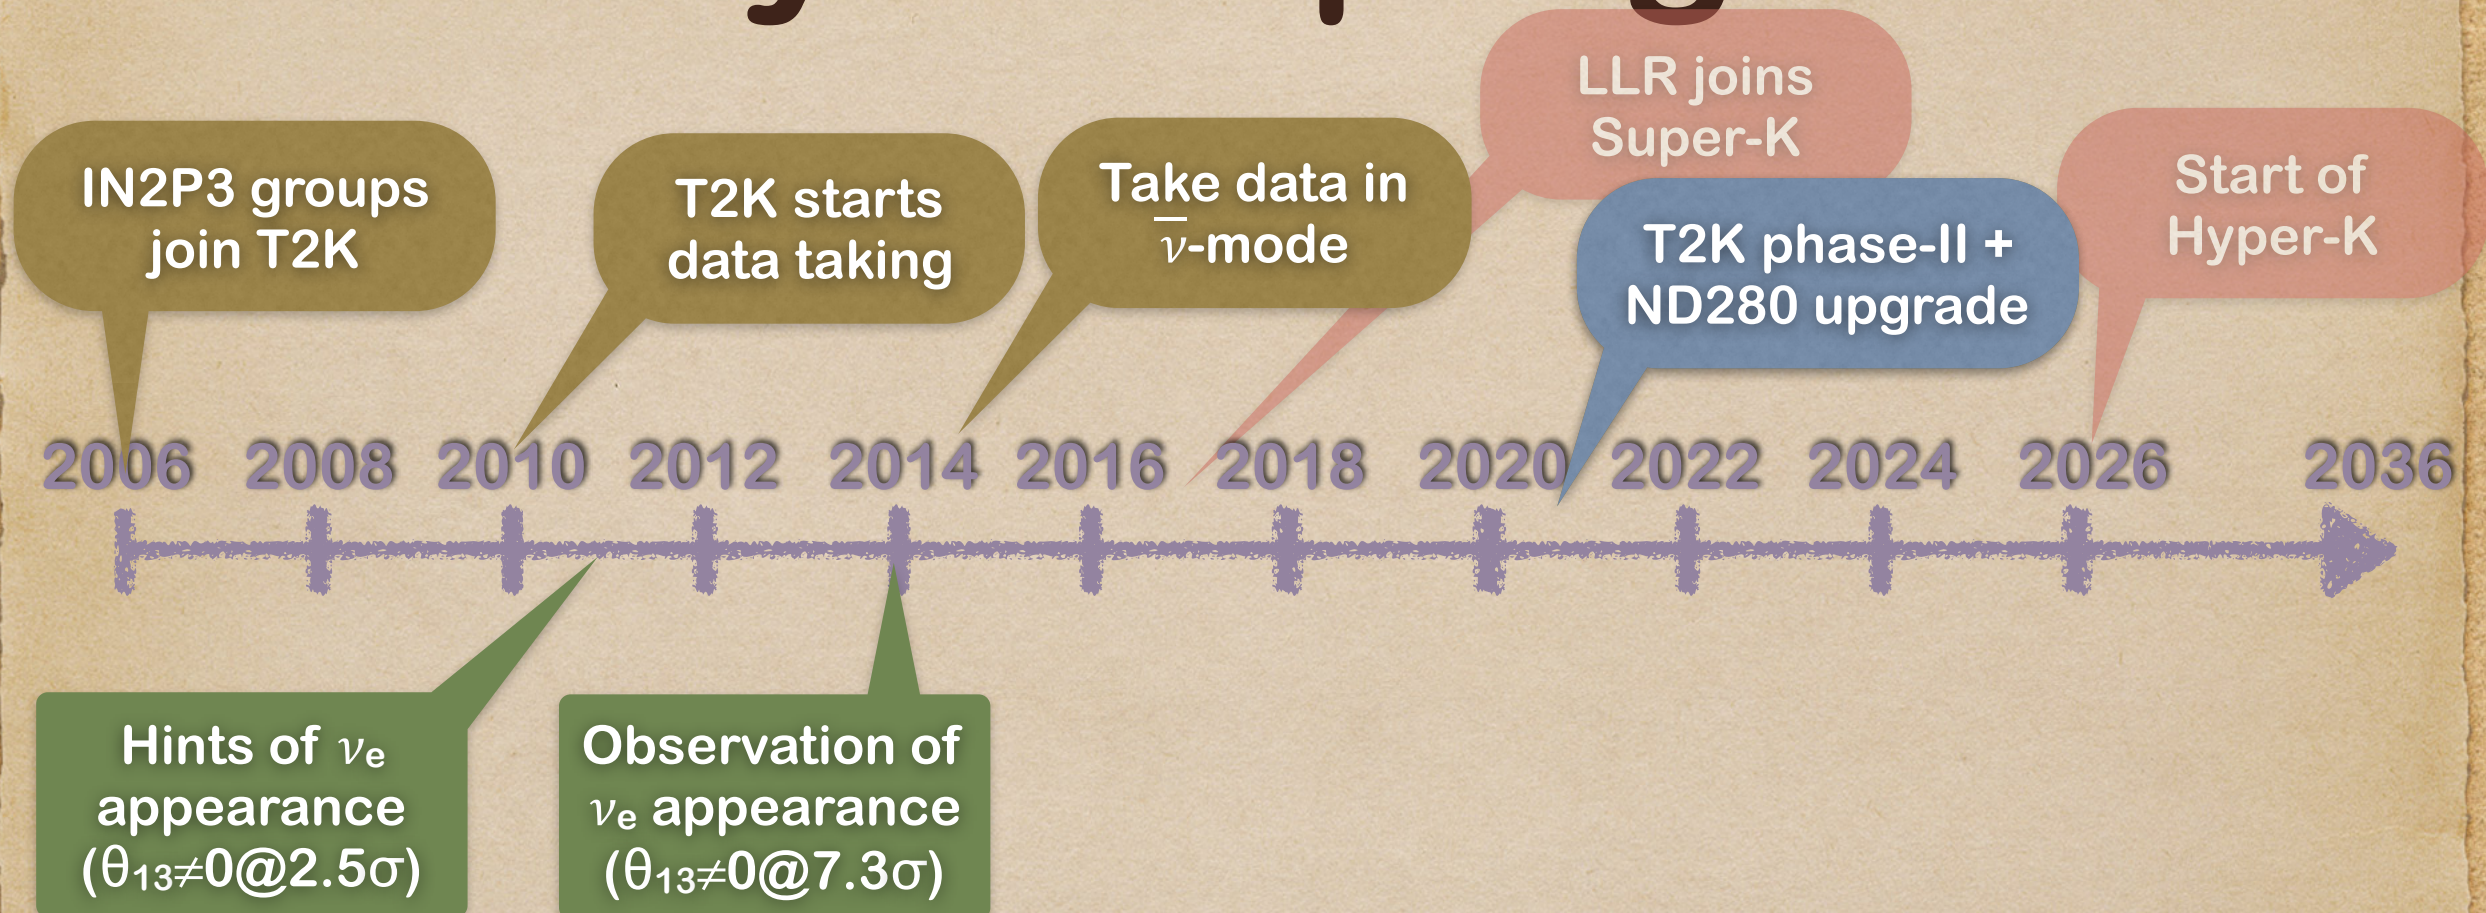 LLR joins
Super-K
IN2P3 groups
join T2K
T2K starts
data taking
Take data in
ν̅-mode
T2K phase-II +
ND280 upgrade
Start of
Hyper-K
2006 2008 2010 2012 2014 2016 2018 2020 2022 2024 2026 2036
Hints of νe
appearance
(θ13≠0@2.5σ)
Observation of
νe appearance
(θ13≠0@7.3σ)